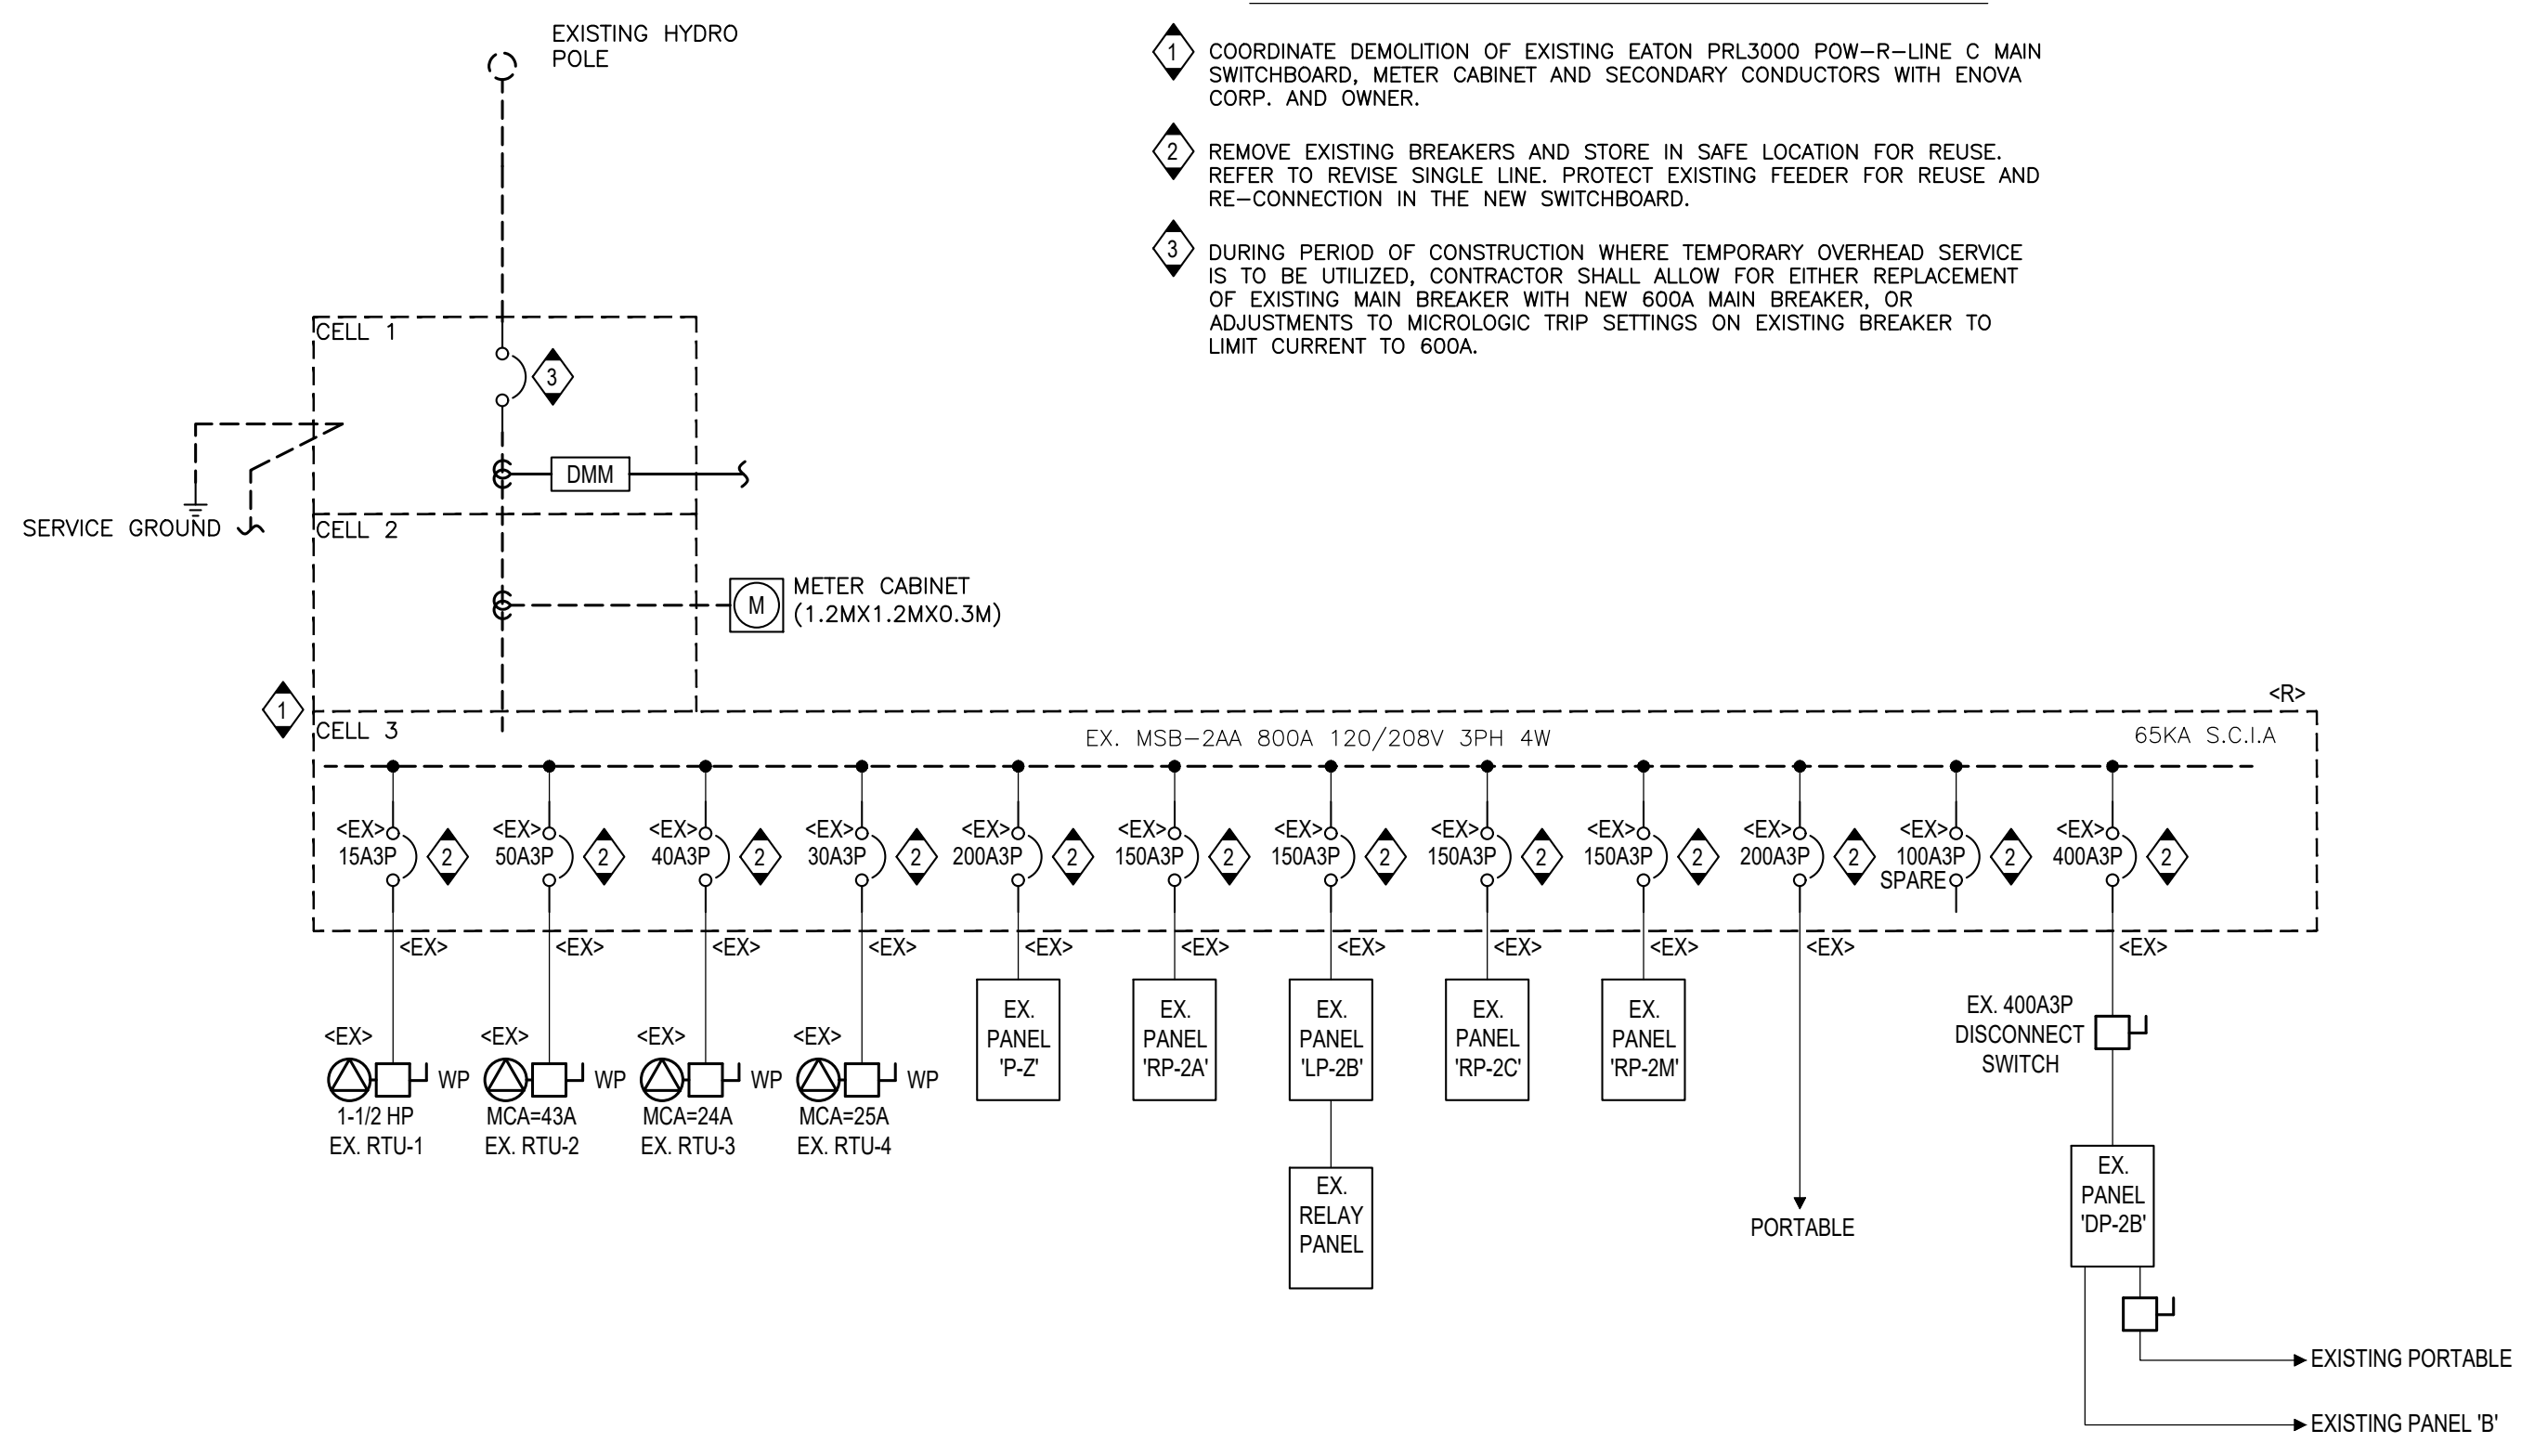 EXISTING HYDRO
POLE
1
COORDINATE DEMOLITION OF EXISTING EATON PRL3000 POW-R-LINE C MAIN
SWITCHBOARD, METER CABINET AND SECONDARY CONDUCTORS WITH ENOVA
CORP. AND OWNER.
2
REMOVE EXISTING BREAKERS AND STORE IN SAFE LOCATION FOR REUSE.
REFER TO REVISE SINGLE LINE. PROTECT EXISTING FEEDER FOR REUSE AND
RE-CONNECTION IN THE NEW SWITCHBOARD.
3
DURING PERIOD OF CONSTRUCTION WHERE TEMPORARY OVERHEAD SERVICE
IS TO BE UTILIZED, CONTRACTOR SHALL ALLOW FOR EITHER REPLACEMENT
OF EXISTING MAIN BREAKER WITH NEW 600A MAIN BREAKER, OR
ADJUSTMENTS TO MICROLOGIC TRIP SETTINGS ON EXISTING BREAKER TO
LIMIT CURRENT TO 600A.
CELL 1
3
DMM
SERVICE GROUND
CELL 2
M
METER CABINET
(1.2MX1.2MX0.3M)
1
<R>
CELL 3
EX. MSB-2AA 800A 120/208V 3PH 4W
65KA S.C.I.A
<EX>
15A3P
2
<EX>
50A3P
2
<EX>
40A3P
2
<EX>
30A3P
2
<EX>
200A3P
2
<EX>
150A3P
2
<EX>
150A3P
2
<EX>
150A3P
2
<EX>
150A3P
2
<EX>
200A3P
2
<EX>
100A3P
SPARE
2
<EX>
400A3P
2
<EX>
<EX>
<EX>
<EX>
<EX>
<EX>
<EX>
<EX>
<EX>
<EX>
<EX>
<EX>
WP
1-1/2 HP
EX. RTU-1
<EX>
WP
MCA=43A
EX. RTU-2
<EX>
WP
MCA=24A
EX. RTU-3
<EX>
WP
MCA=25A
EX. RTU-4
EX.
PANEL
'P-Z'
EX.
PANEL
'RP-2A'
EX.
PANEL
'LP-2B'
EX.
RELAY
PANEL
EX.
PANEL
'RP-2C'
EX.
PANEL
'RP-2M'
PORTABLE
EX. 400A3P
DISCONNECT
SWITCH
EX.
PANEL
'DP-2B'
EXISTING PORTABLE
EXISTING PANEL 'B'